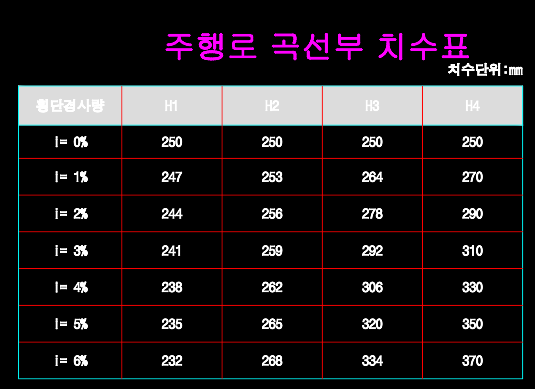 주행로 곡선부 치수표
치수단위:mm
횡단경사량 H1 H2 H3 H4
i= 0% 250 250 250 250
i= 1% 247 253 264 270
i= 2% 244 256 278 290
i= 3% 241 259 292 310
i= 4% 238 262 306 330
i= 5% 235 265 320 350
i= 6% 232 268 334 370